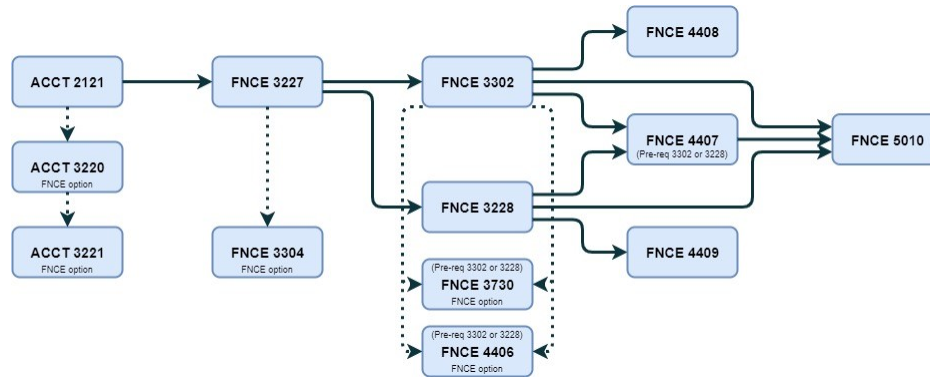 FNCE 4408
ACCT 2121
FNCE 3227
FNCE 3302
FNCE 4407
(Pre-req 3302 or 3228)
FNCE 5010
ACCT 3220
FNCE option
FNCE 3228
ACCT 3221
FNCE option
FNCE 3304
FNCE option
FNCE 4409
(Pre-req 3302 or 3228)
FNCE 3730
FNCE option
(Pre-req 3302 or 3228)
FNCE 4406
FNCE option